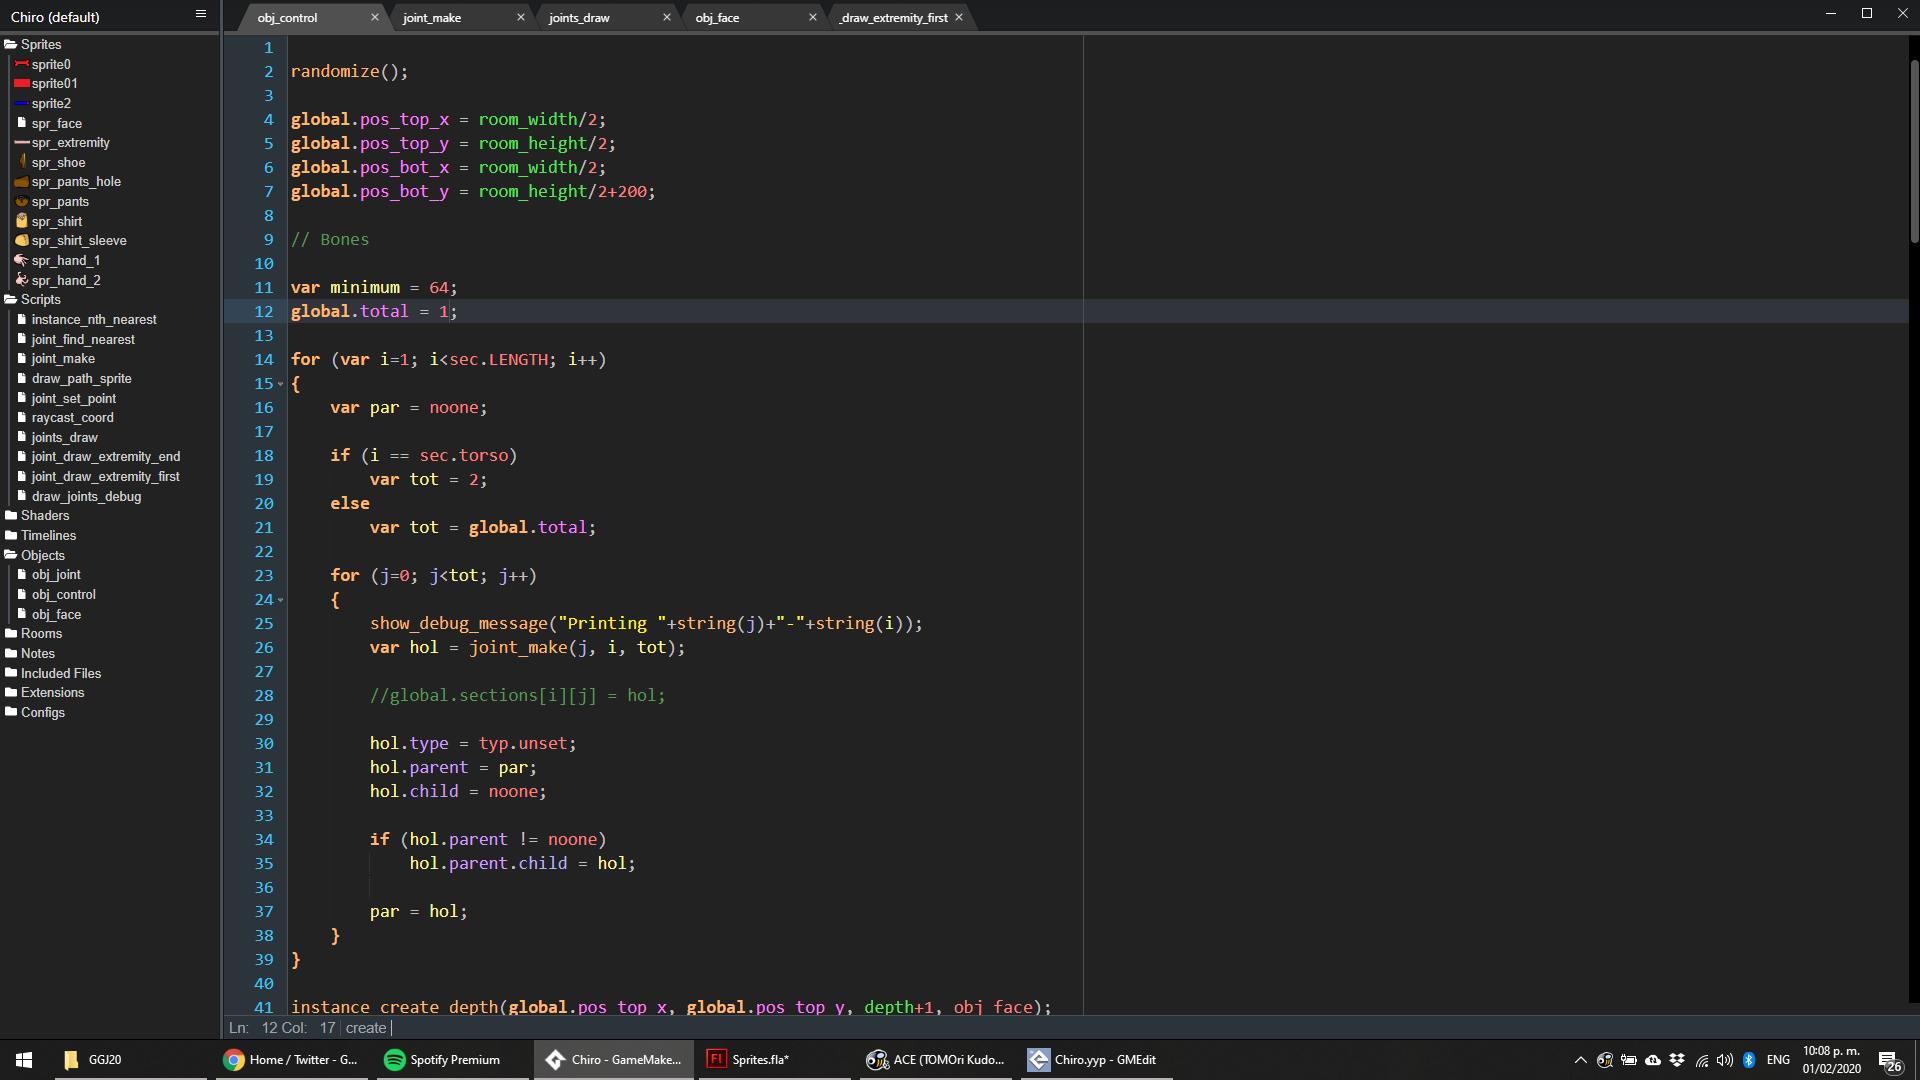 Chiro (default)
obj_control
joint_make
joints_draw
obj_face
_draw_extremity_first
Sprites
sprite0
sprite01
sprite2
spr_face
spr_extremity
spr_shoe
spr_pants_hole
spr_pants
spr_shirt
spr_shirt_sleeve
spr_hand_1
spr_hand_2
Scripts
instance_nth_nearest
joint_find_nearest
joint_make
draw_path_sprite
joint_set_point
raycast_coord
joints_draw
joint_draw_extremity_end
joint_draw_extremity_first
draw_joints_debug
Shaders
Timelines
Objects
obj_joint
obj_control
obj_face
Rooms
Notes
Included Files
Extensions
Configs
1
2 randomize();
3
4 global.pos_top_x = room_width/2;
5 global.pos_top_y = room_height/2;
6 global.pos_bot_x = room_width/2;
7 global.pos_bot_y = room_height/2+200;
8
9 // Bones
10
11 var minimum = 64;
12 global.total = 1;
13
14 for (var i=1; i<sec.LENGTH; i++)
15 {
16 var par = noone;
17
18 if (i == sec.torso)
19 var tot = 2;
20 else
21 var tot = global.total;
22
23 for (j=0; j<tot; j++)
24 {
25 show_debug_message("Printing "+string(j)+"-"+string(i));
26 var hol = joint_make(j, i, tot);
27
28 //global.sections[i][j] = hol;
29
30 hol.type = typ.unset;
31 hol.parent = par;
32 hol.child = noone;
33
34 if (hol.parent != noone)
35 hol.parent.child = hol;
36
37 par = hol;
38 }
39 }
40
41 instance_create_depth(global.pos_top_x, global.pos_top_y, depth+1, obj_face);
Ln: 12 Col: 17 create
GGJ20
Home / Twitter - G...
Spotify Premium
Chiro - GameMake...
Fl
Sprites.fla*
ACE (TOMOri Kudo...
Chiro.yyp - GMEdit
ENG
10:08 p. m.
01/02/2020
26